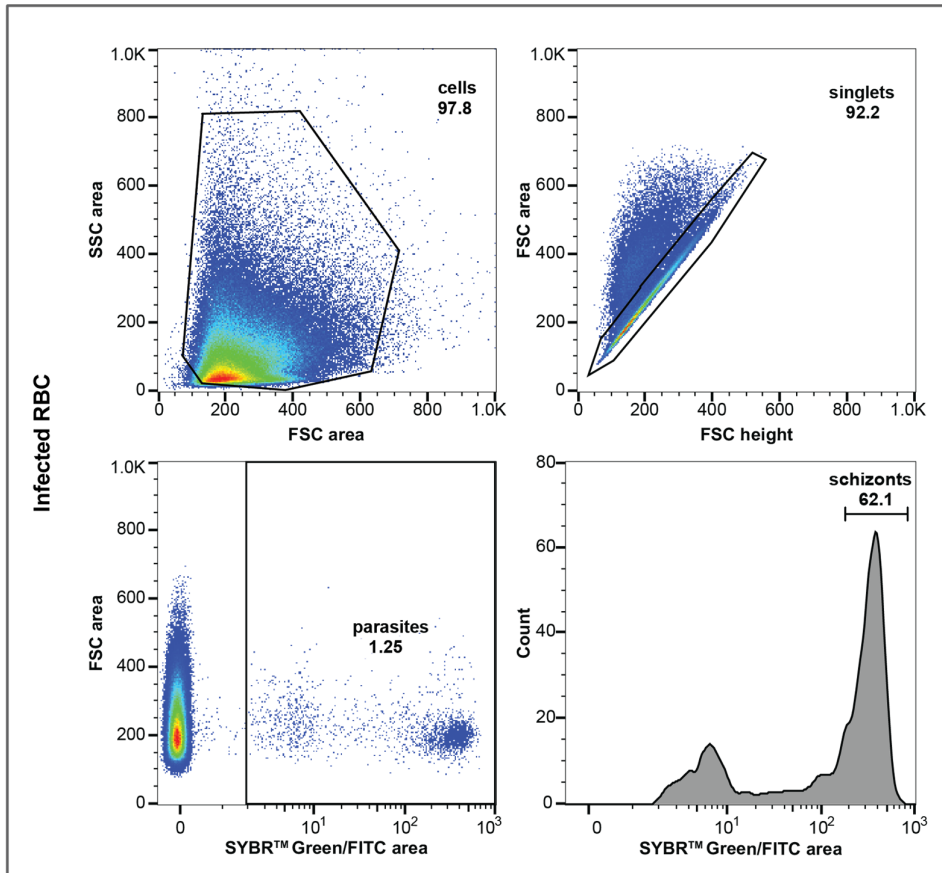 Infected RBC
1.0K
800
600
400
200
0
SSC area
cells
97.8
0 200 400 600 800 1.0K
FSC area
1.0K
800
600
400
200
0
FSC area
singlets
92.2
0 200 400 600 800 1.0K
FSC height
1.0K
800
600
400
200
0
FSC area
parasites
1.25
0 10¹ 10² 10³
SYBR™ Green/FITC area
80
60
40
20
0
Count
schizonts
62.1
0 10¹ 10² 10³
SYBR™ Green/FITC area